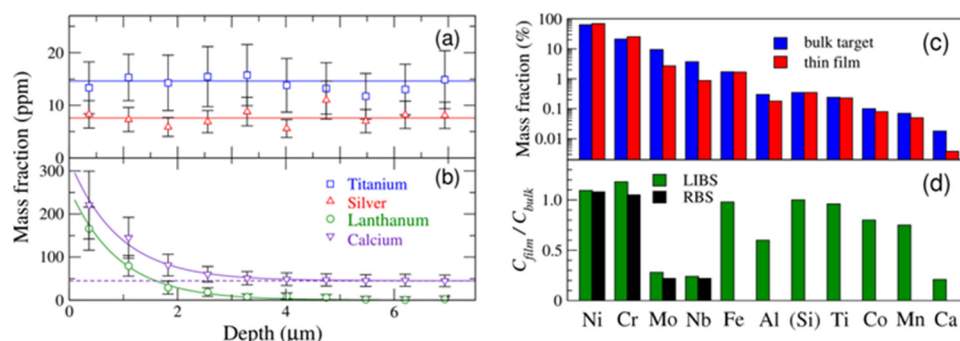 (a)
20
10
0
Mass fraction (ppm)
(b)
300
200
100
0
Titanium
Silver
Lanthanum
Calcium
0 2 4 6
Depth (μm)
(c)
100
10
1
0.1
0.01
Mass fraction (%)
bulk target
thin film
(d)
1.0
0.5
0.0
C_film / C_bulk
LIBS
RBS
Ni Cr Mo Nb Fe Al (Si) Ti Co Mn Ca